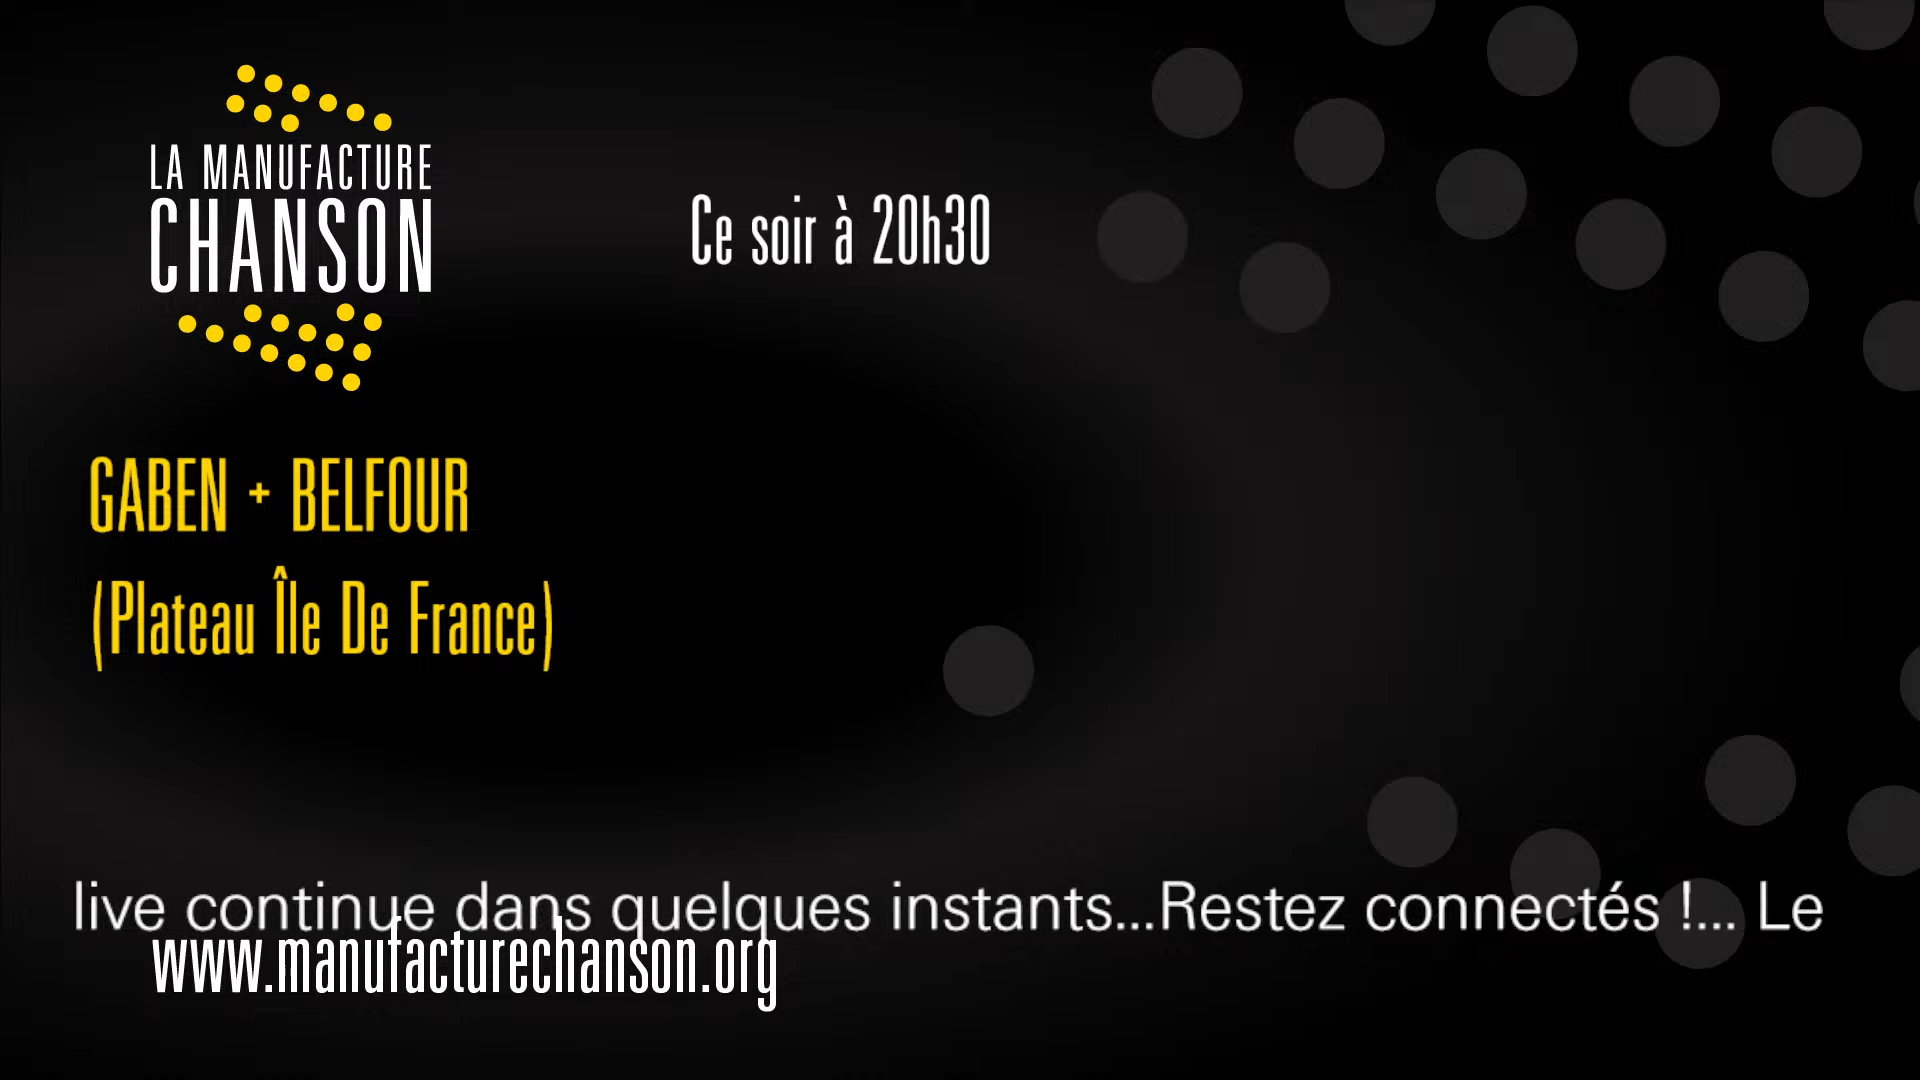 LA MANUFACTURE
CHANSON
Ce soir à 20h30
GABEN + BELFOUR
(Plateau Île De France)
live continue dans quelques instants...Restez connectés !... Le
www.manufacturechanson.org